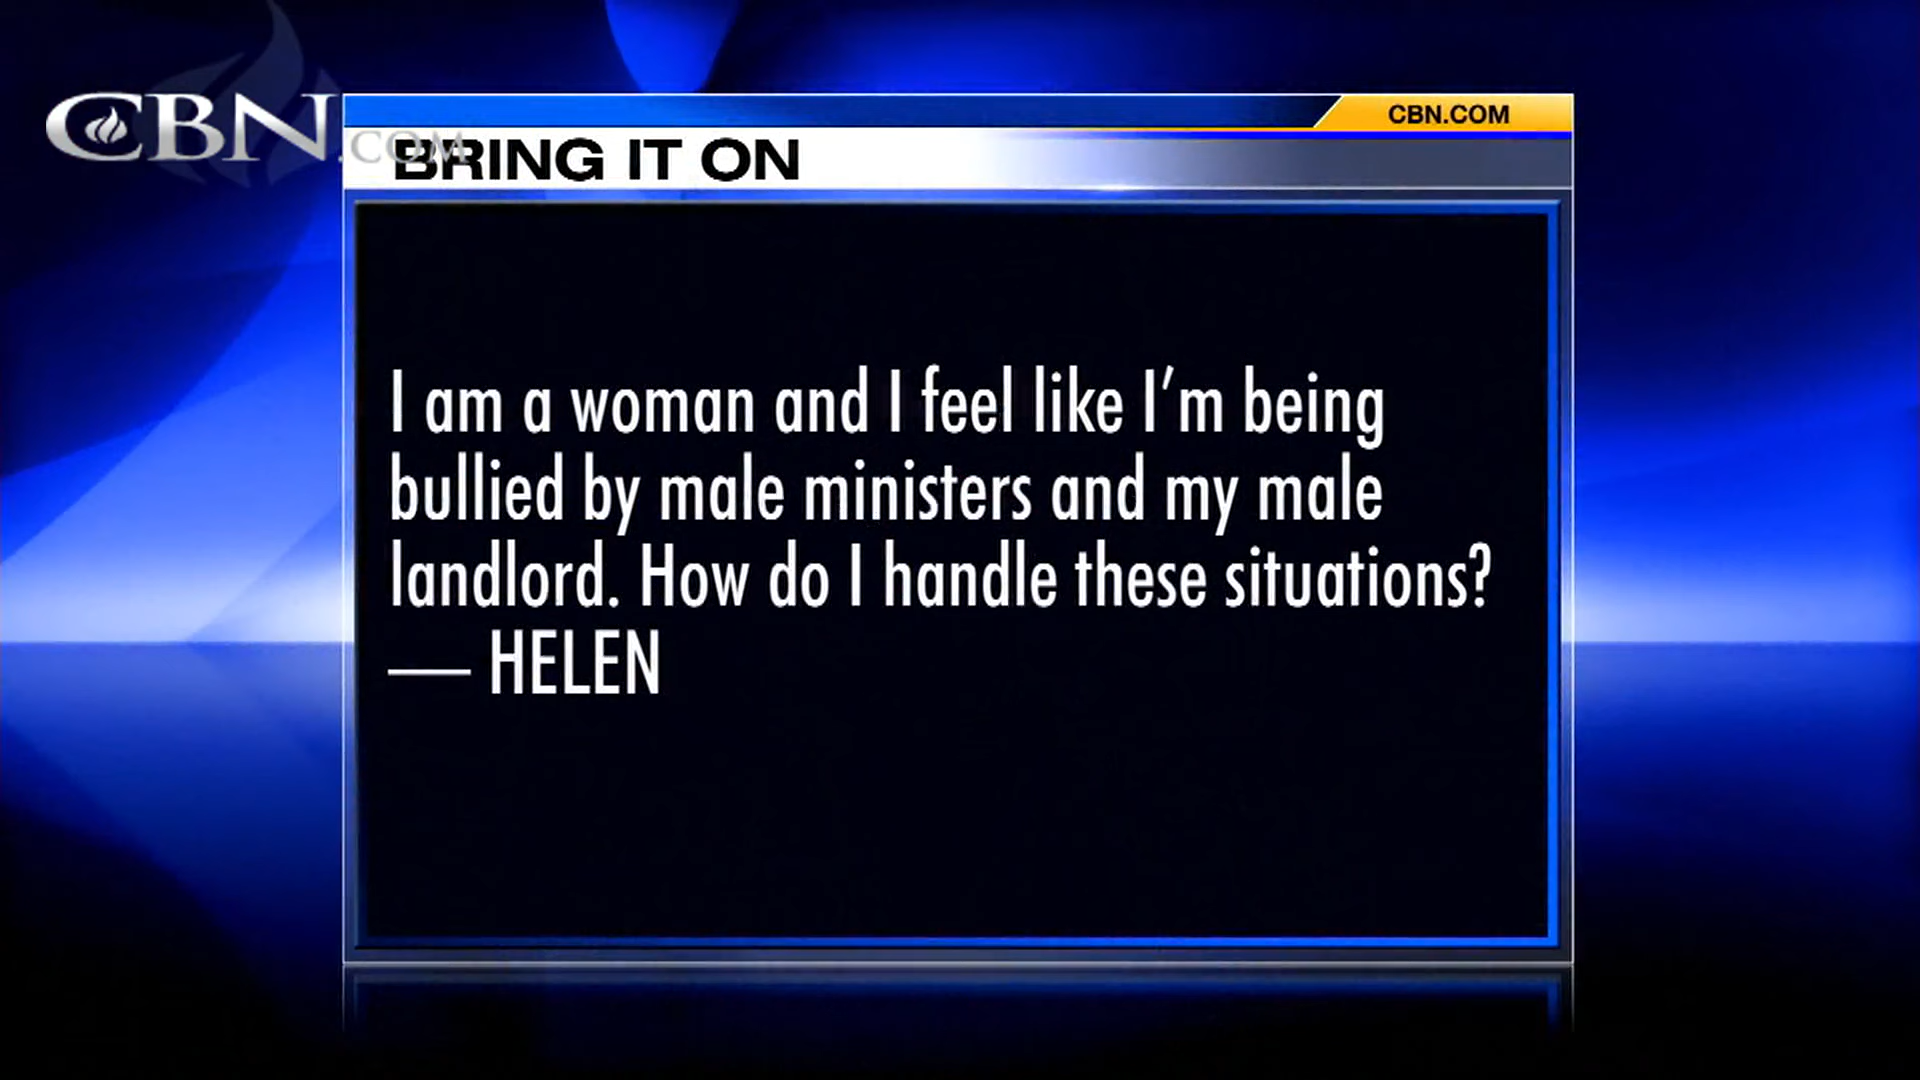 CBN.COM
CBN.COM
BRING IT ON
I am a woman and I feel like I'm being
bullied by male ministers and my male
landlord. How do I handle these situations?
— HELEN